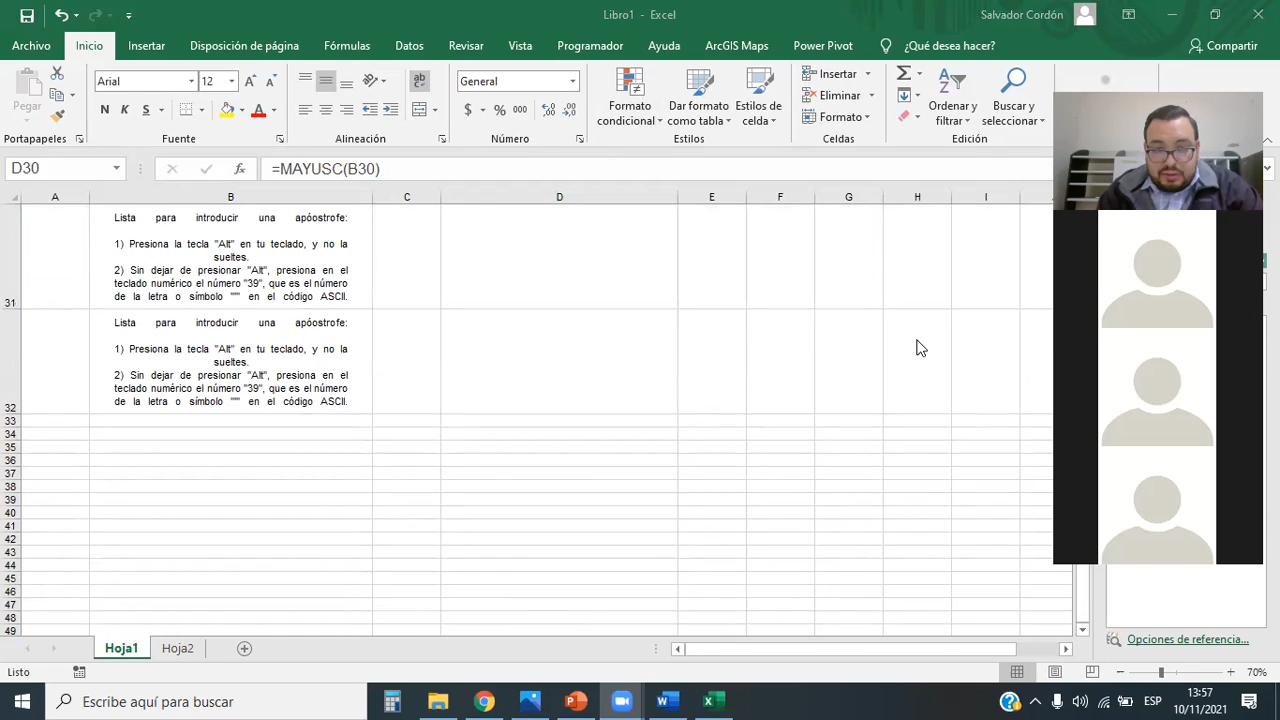 Libro1 - Excel
Salvador Cordón
Archivo Inicio Insertar Disposición de página Fórmulas Datos Revisar Vista Programador Ayuda ArcGIS Maps Power Pivot ¿Qué desea hacer? Compartir
Pegar
Arial 12
N K S
ab
General
$ % 000
Formato condicional
Dar formato como tabla
Estilos de celda
Insertar
Eliminar
Formato
Ordenar y filtrar
Buscar y seleccionar
Portapapeles Fuente Alineación Número Estilos Celdas Edición
D30 fx =MAYUSC(B30)
A B C D E F G H I
Lista para introducir una apóostrofe:
1) Presiona la tecla "Alt" en tu teclado, y no la
sueltes.
2) Sin dejar de presionar "Alt", presiona en el
teclado numérico el número "39", que es el número
de la letra o símbolo "'" en el código ASCII.
31
Lista para introducir una apóostrofe:
1) Presiona la tecla "Alt" en tu teclado, y no la
sueltes.
2) Sin dejar de presionar "Alt", presiona en el
teclado numérico el número "39", que es el número
de la letra o símbolo "'" en el código ASCII.
32
33
34
35
36
37
38
39
40
41
42
43
44
45
46
47
48
49
Opciones de referencia...
Hoja1 Hoja2
Listo 70%
Escribe aquí para buscar
ESP
13:57
10/11/2021